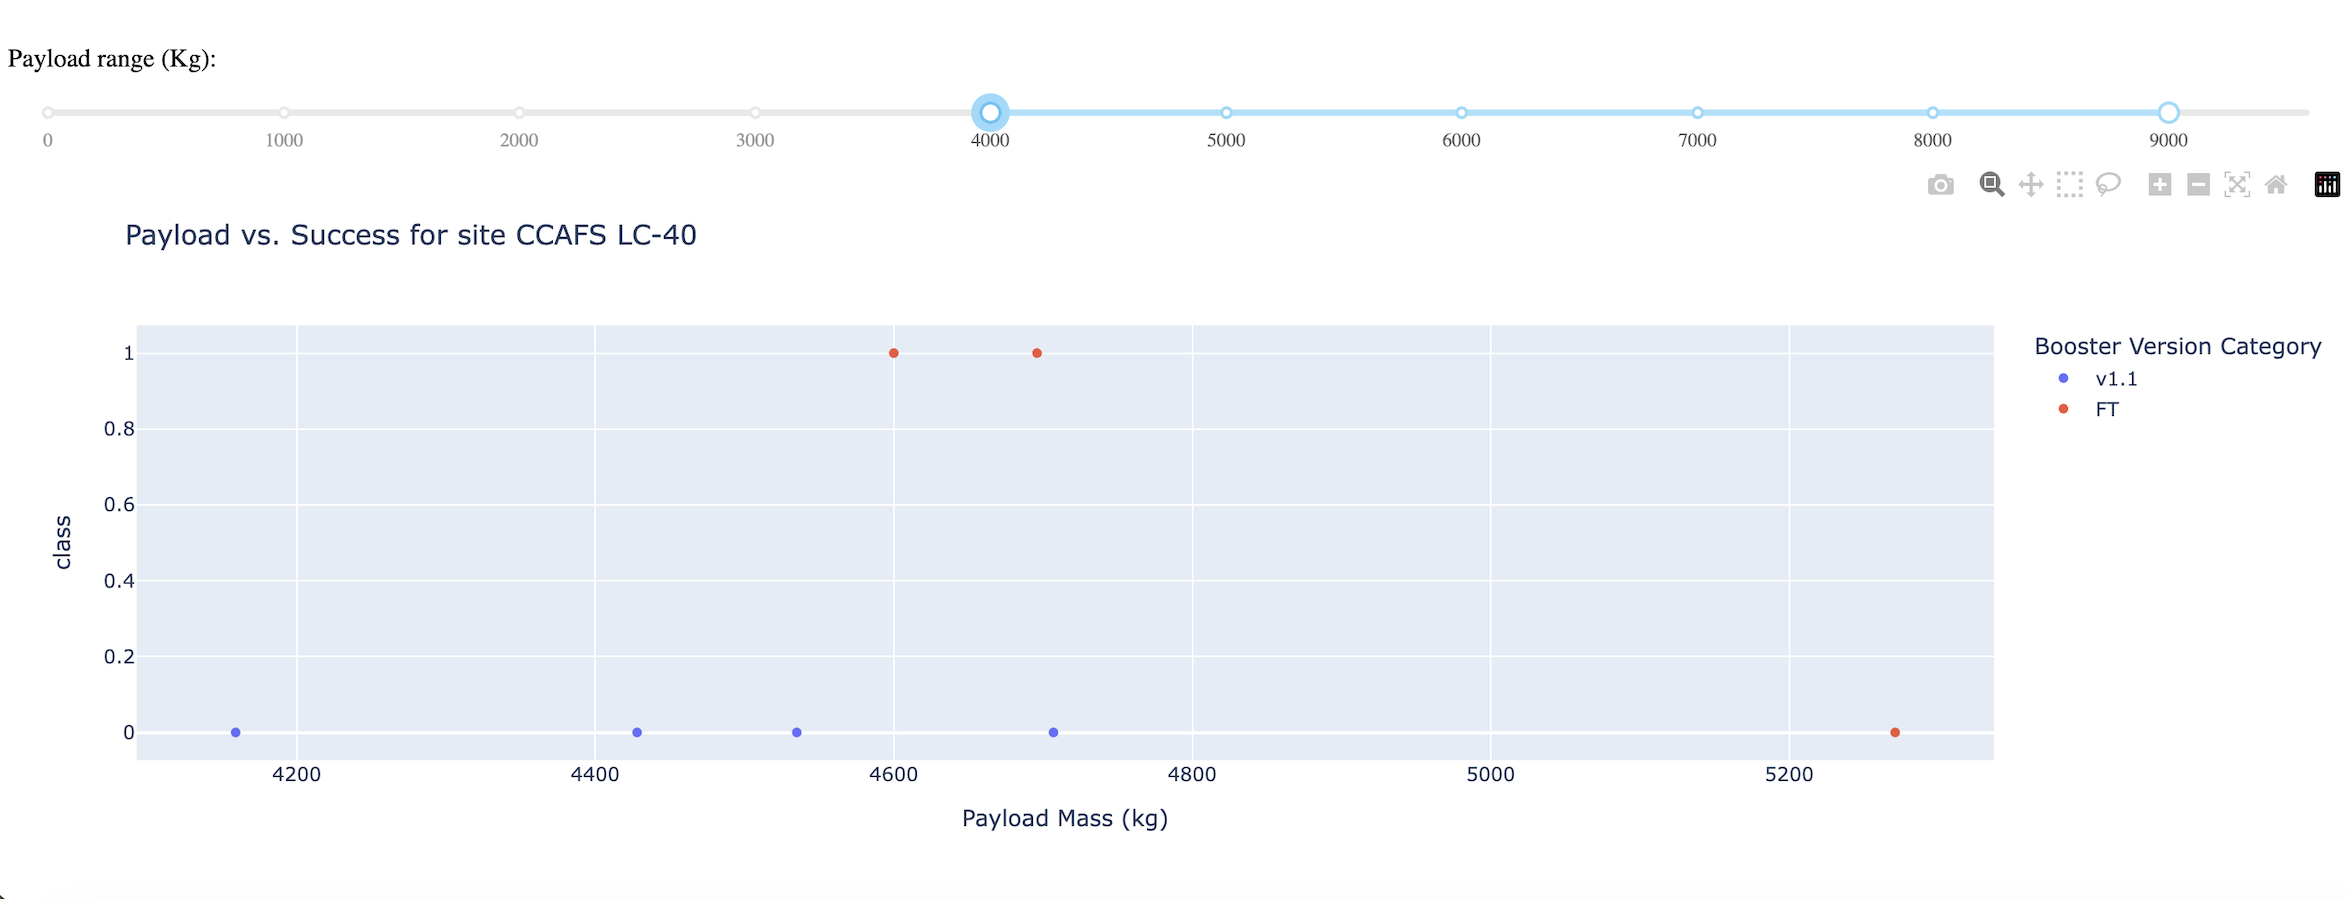 Payload range (Kg):
0 1000 2000 3000 4000 5000 6000 7000 8000 9000
Payload vs. Success for site CCAFS LC-40
1
0.8
0.6
0.4
0.2
0
class
4200 4400 4600 4800 5000 5200
Payload Mass (kg)
Booster Version Category
v1.1
FT